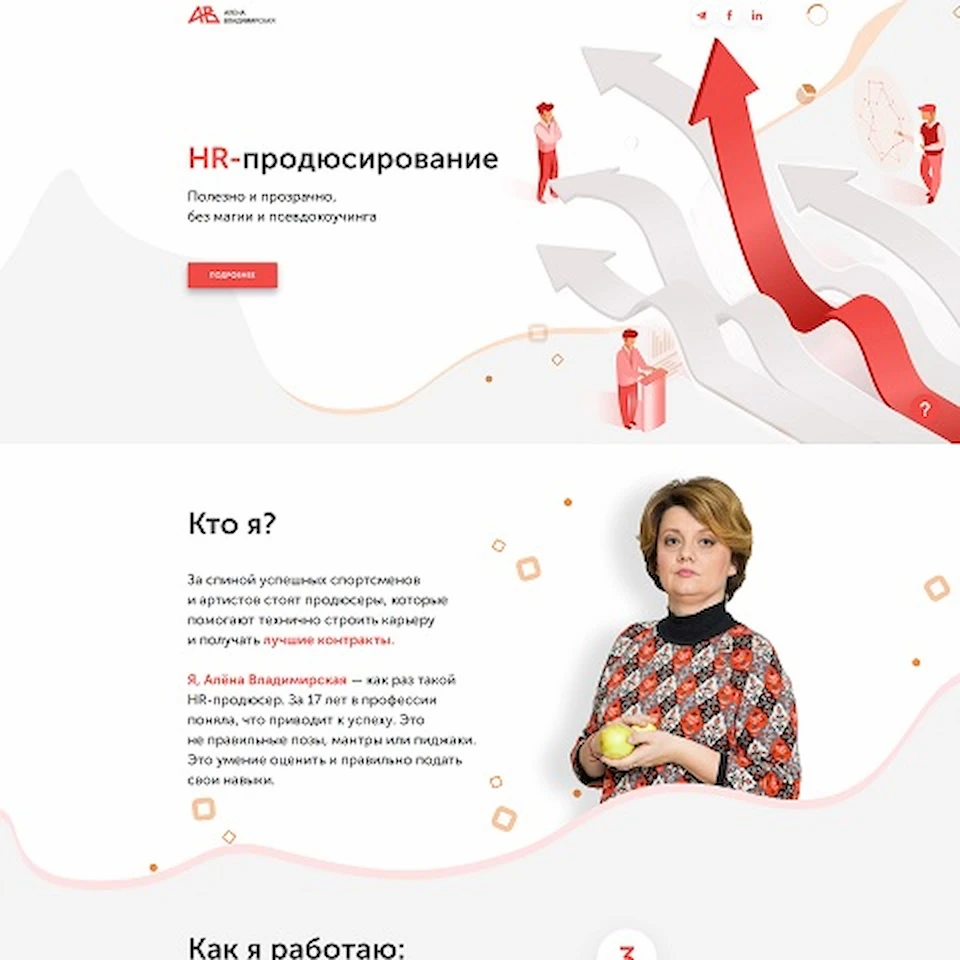 АВ АЛЁНА
ВЛАДИМИРСКАЯ
f in
HR-продюсирование
Полезно и прозрачно,
без магии и псевдокоучинга
ПОДРОБНЕЕ
?
Кто я?
За спиной успешных спортсменов
и артистов стоят продюсеры, которые
помогают технично строить карьеру
и получать лучшие контракты.
Я, Алёна Владимирская — как раз такой
HR-продюсер. За 17 лет в профессии
поняла, что приводит к успеху. Это
не правильные позы, мантры или пиджаки.
Это умение оценить и правильно подать
свои навыки.
Как я работаю: